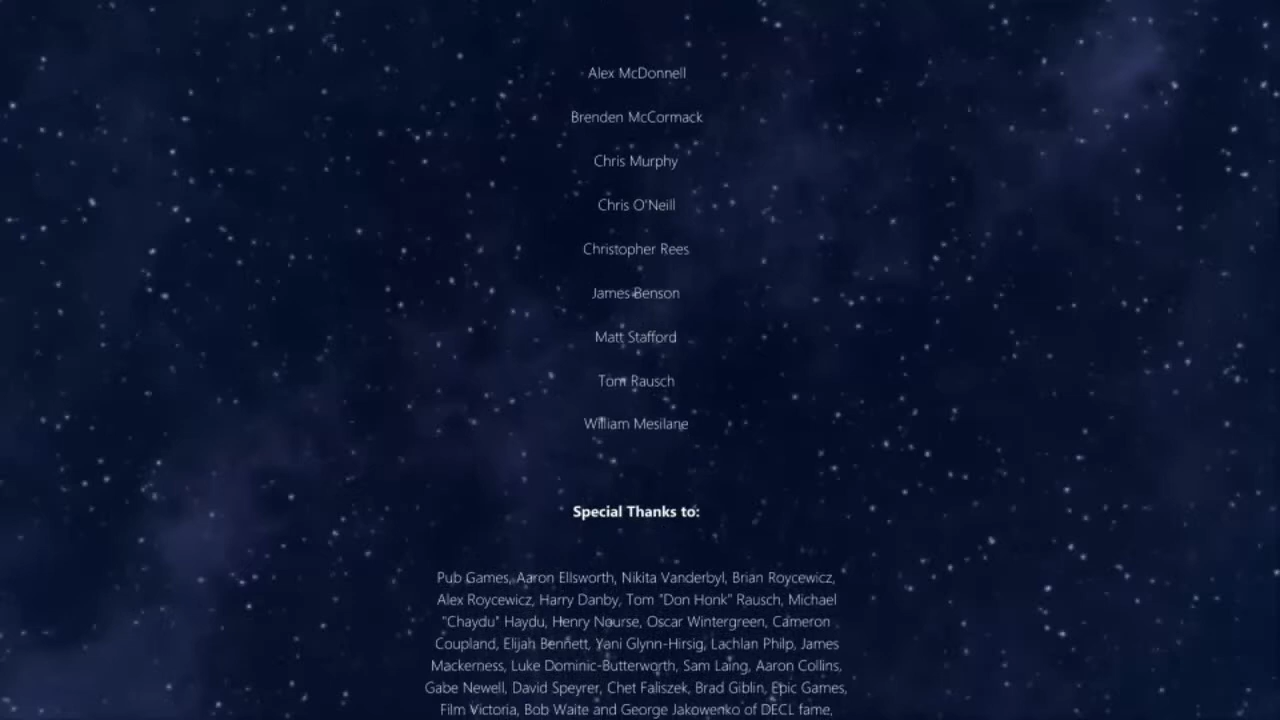 Alex McDonnell
Brenden McCormack
Chris Murphy
Chris O'Neill
Christopher Rees
James Benson
Matt Stafford
Tom Rausch
William Mesilane
Special Thanks to:
Pub Games, Aaron Ellsworth, Nikita Vanderbyl, Brian Roycewicz,
Alex Roycewicz, Harry Danby, Tom "Don Honk" Rausch, Michael
"Chaydu" Haydu, Henry Nourse, Oscar Wintergreen, Cameron
Coupland, Elijah Bennett, Yani Glynn-Hirsig, Lachlan Philp, James
Mackerness, Luke Dominic-Butterworth, Sam Laing, Aaron Collins,
Gabe Newell, David Speyrer, Chet Faliszek, Brad Giblin, Epic Games,
Film Victoria, Bob Waite and George Jakowenko of DECL fame,